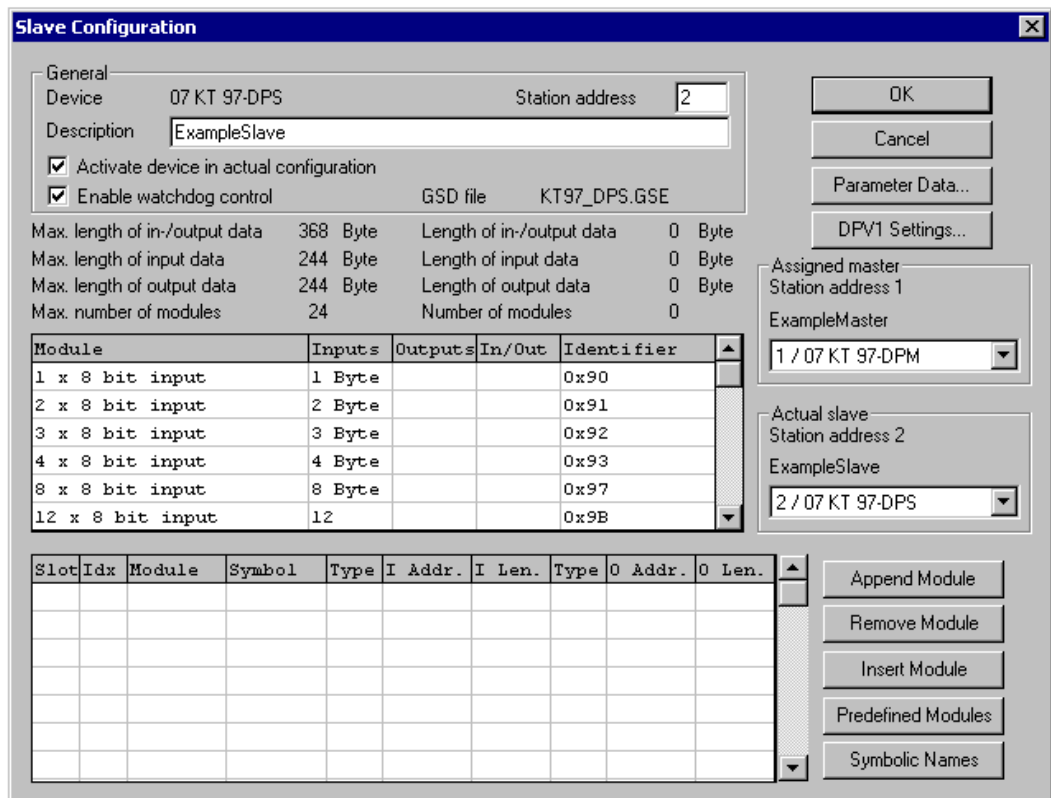 Slave Configuration
General
Device 07 KT 97-DPS Station address 2
Description ExampleSlave
Activate device in actual configuration
Enable watchdog control GSD file KT97_DPS.GSE
Max. length of in-/output data 368 Byte Length of in-/output data 0 Byte
Max. length of input data 244 Byte Length of input data 0 Byte
Max. length of output data 244 Byte Length of output data 0 Byte
Max. number of modules 24 Number of modules 0
OK
Cancel
Parameter Data...
DPV1 Settings...
Assigned master
Station address 1
ExampleMaster
1 / 07 KT 97-DPM
Actual slave
Station address 2
ExampleSlave
2 / 07 KT 97-DPS
Module Inputs Outputs In/Out Identifier
1 x 8 bit input 1 Byte 0x90
2 x 8 bit input 2 Byte 0x91
3 x 8 bit input 3 Byte 0x92
4 x 8 bit input 4 Byte 0x93
8 x 8 bit input 8 Byte 0x97
12 x 8 bit input 12 0x9B
Slot Idx Module Symbol Type I Addr. I Len. Type O Addr. O Len.
Append Module
Remove Module
Insert Module
Predefined Modules
Symbolic Names